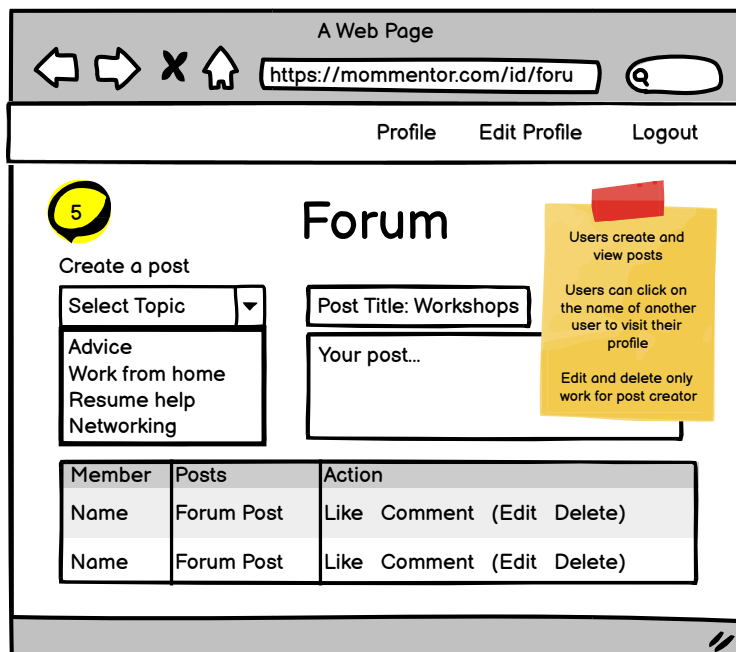 A Web Page
https://mommentor.com/id/foru
Profile Edit Profile Logout
5
Forum
Create a post
Select Topic
Advice
Work from home
Resume help
Networking
Post Title: Workshops
Your post...
Users create and
view posts
Users can click on
the name of another
user to visit their
profile
Edit and delete only
work for post creator
Member Posts Action
Name Forum Post Like Comment (Edit Delete)
Name Forum Post Like Comment (Edit Delete)